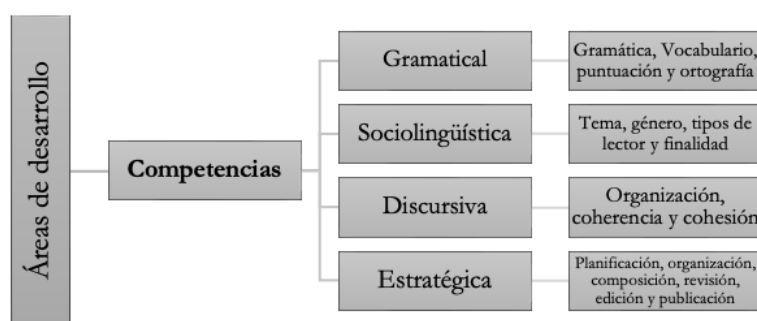 Áreas de desarrollo
Competencias
Gramatical
Gramática, Vocabulario,
puntuación y ortografía
Sociolingüística
Tema, género, tipos de
lector y finalidad
Discursiva
Organización,
coherencia y cohesión
Estratégica
Planificación, organización,
composición, revisión,
edición y publicación